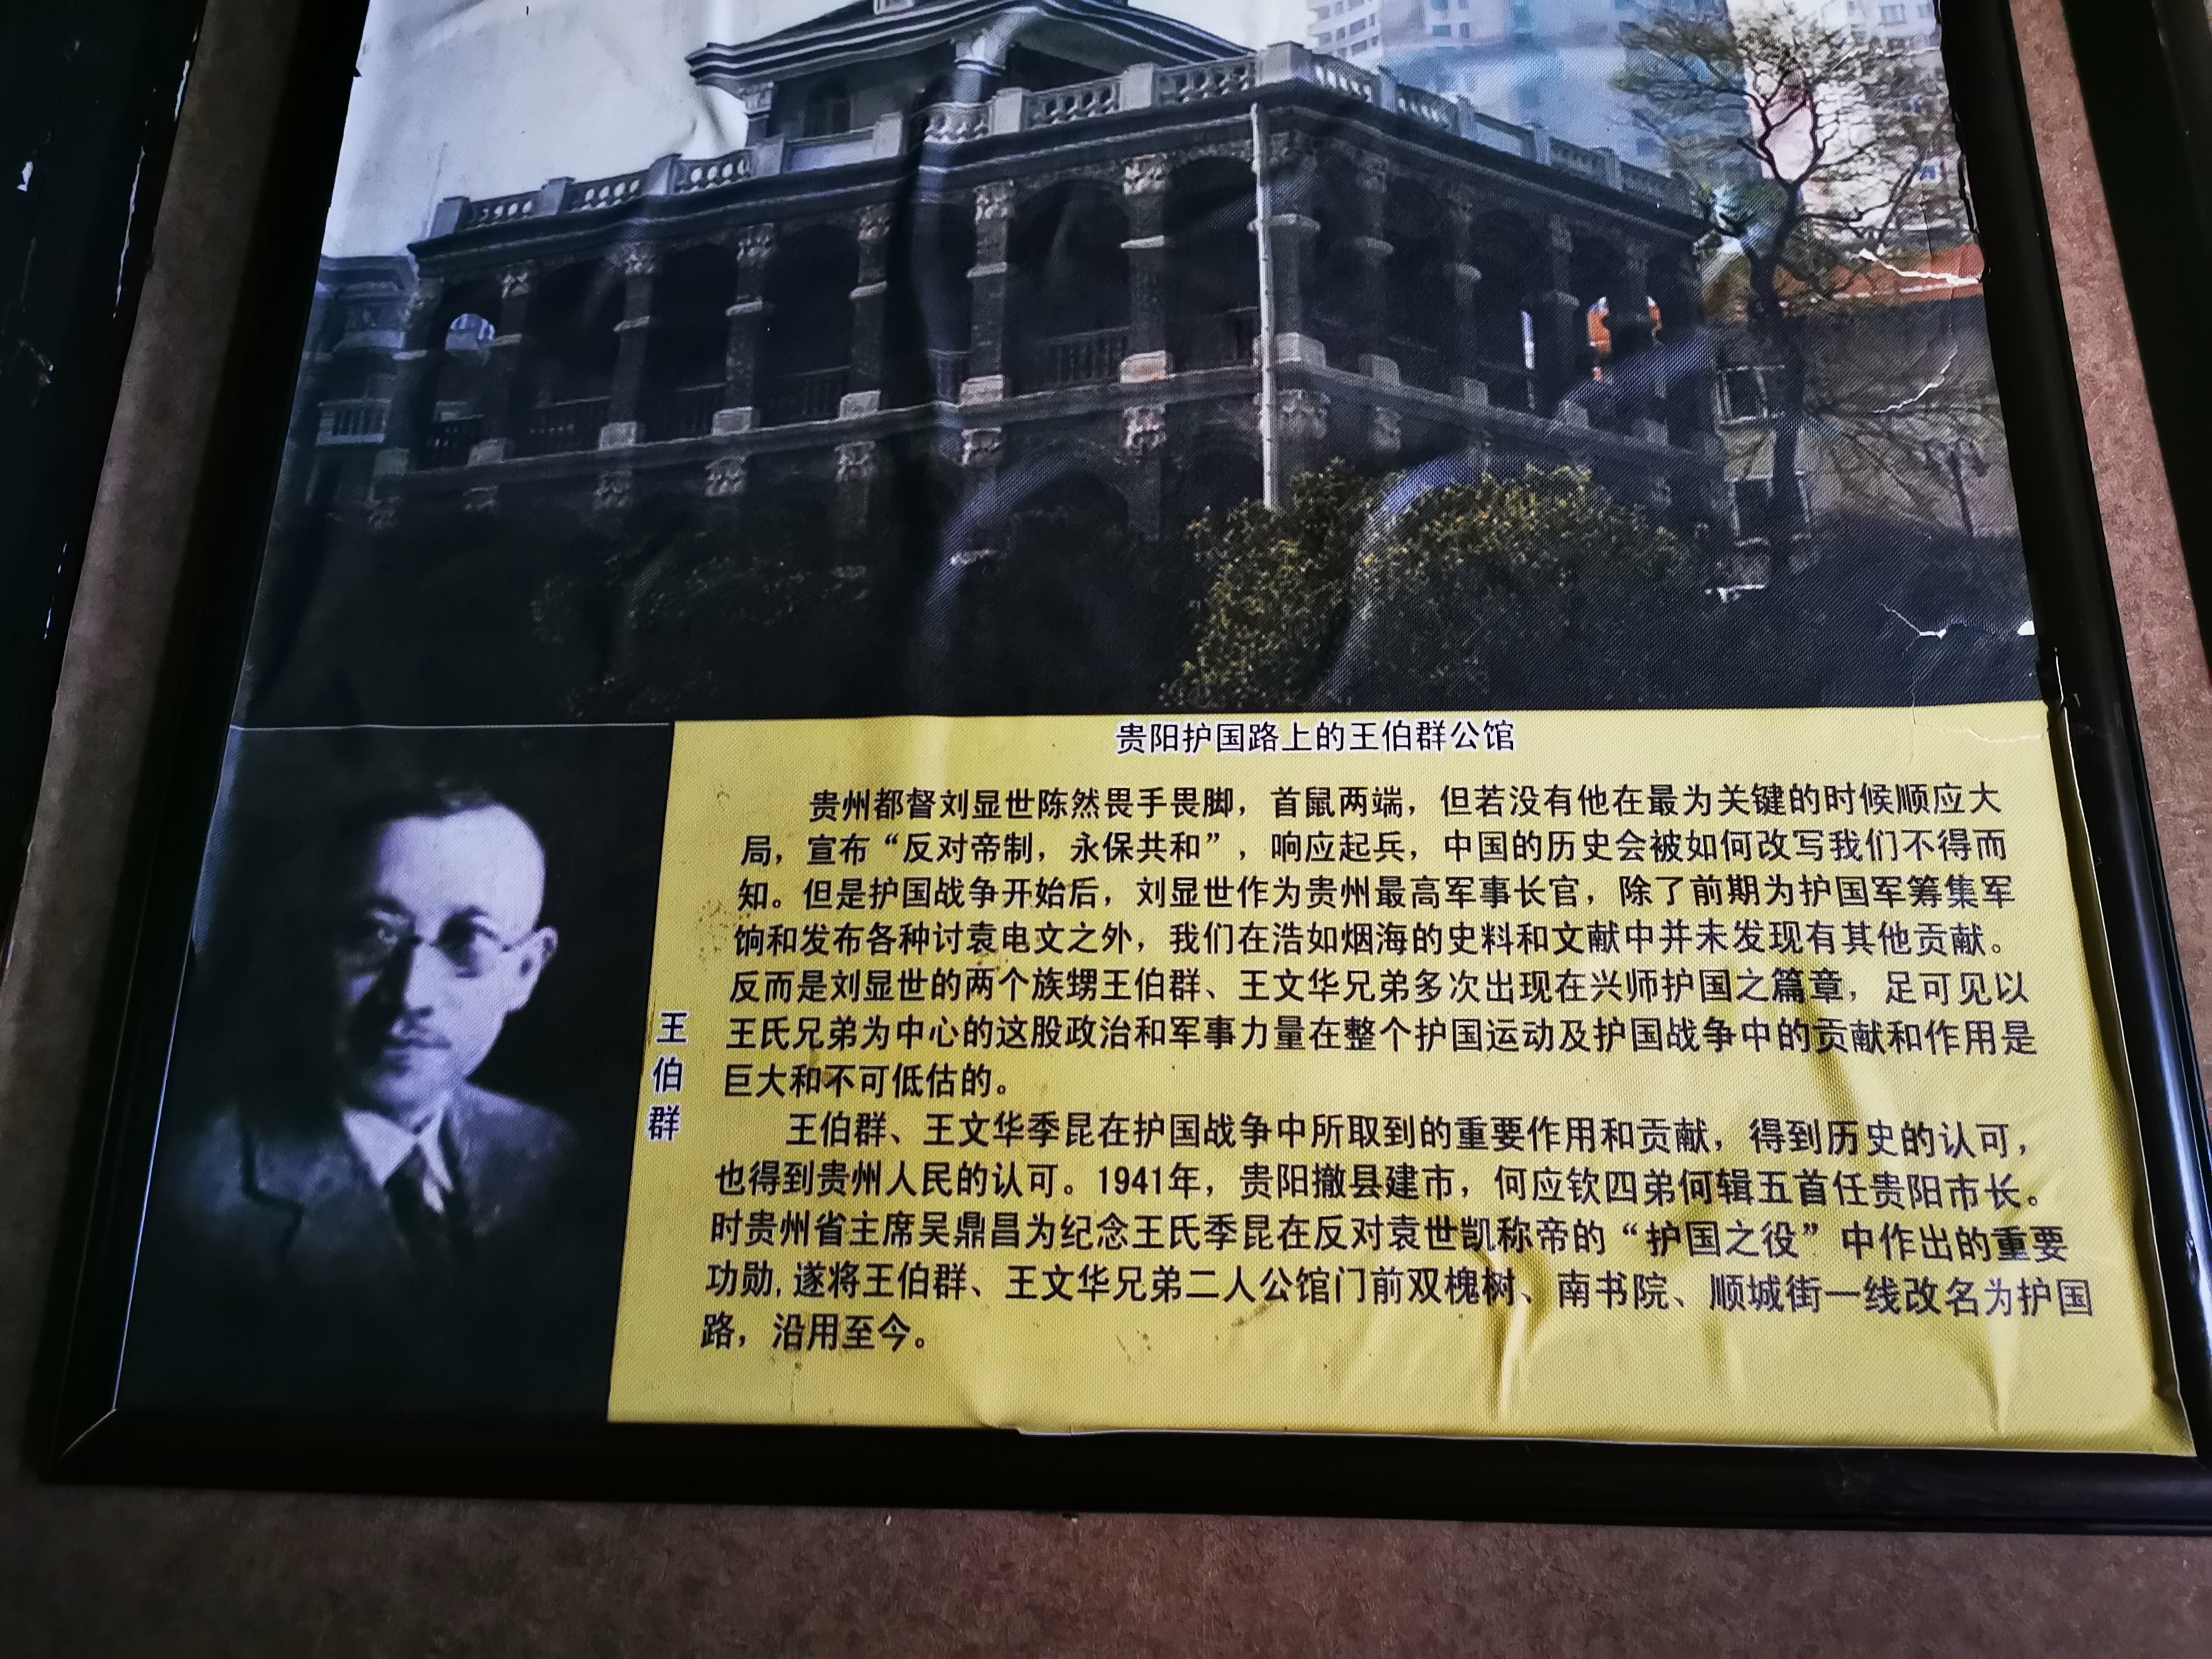 贵阳护国路上的王伯群公馆
贵州都督刘显世陈然畏手畏脚，首鼠两端，但若没有他在最为关键的时候顺应大
局，宣布“反对帝制，永保共和”，响应起兵，中国的历史会被如何改写我们不得而
知。但是护国战争开始后，刘显世作为贵州最高军事长官，除了前期为护国军筹集军
饷和发布各种讨袁电文之外，我们在浩如烟海的史料和文献中并未发现有其他贡献。
反而是刘显世的两个族甥王伯群、王文华兄弟多次出现在兴师护国之篇章，足可见以
王氏兄弟为中心的这股政治和军事力量在整个护国运动及护国战争中的贡献和作用是
巨大和不可低估的。
王伯群、王文华季昆在护国战争中所取到的重要作用和贡献，得到历史的认可，
也得到贵州人民的认可。1941年，贵阳撤县建市，何应钦四弟何辑五首任贵阳市长。
时贵州省主席吴鼎昌为纪念王氏季昆在反对袁世凯称帝的“护国之役”中作出的重要
功勋，遂将王伯群、王文华兄弟二人公馆门前双槐树、南书院、顺城街一线改名为护国
路，沿用至今。
王伯群